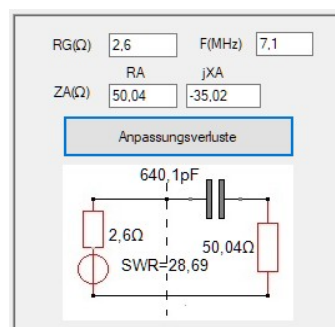 RG(Ω) 2,6 F(MHz) 7,1
RA jXA
ZA(Ω) 50,04 -35,02
Anpassungsverluste
640,1pF
2,6Ω
50,04Ω
SWR=28,69